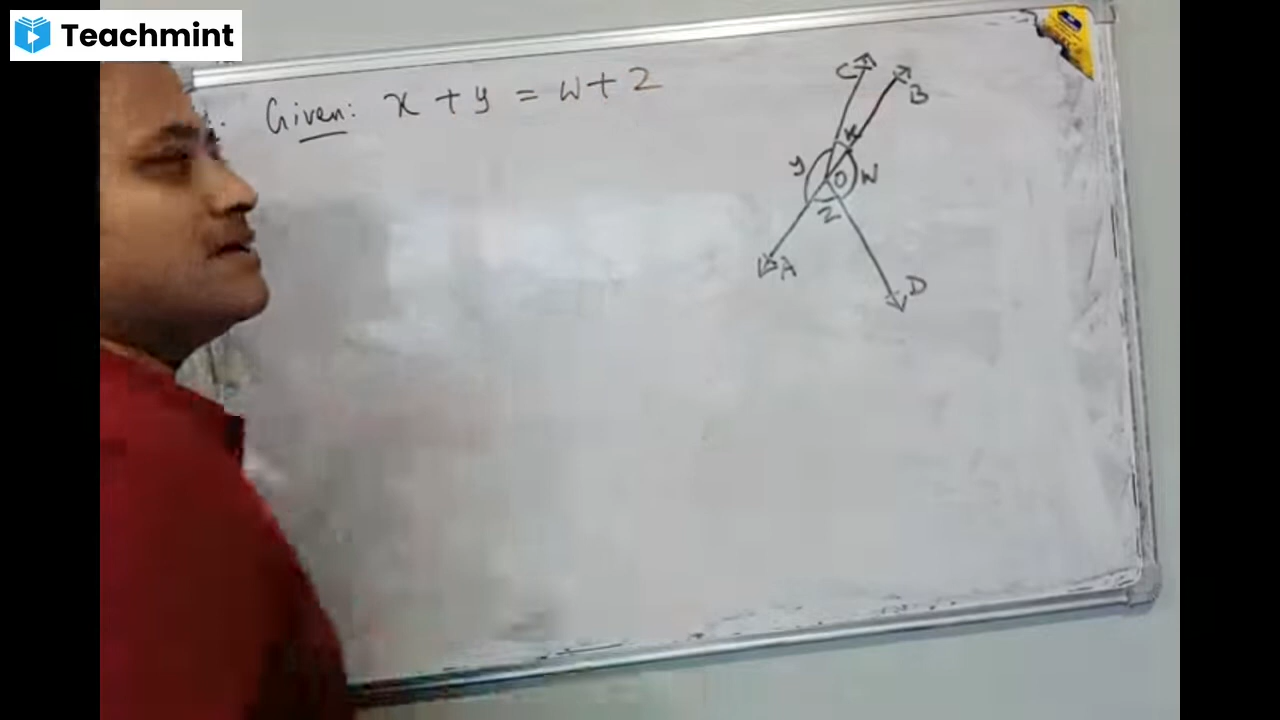 Teachmint
Given: x + y = w + z
C
B
x
y
O
W
Z
A
D